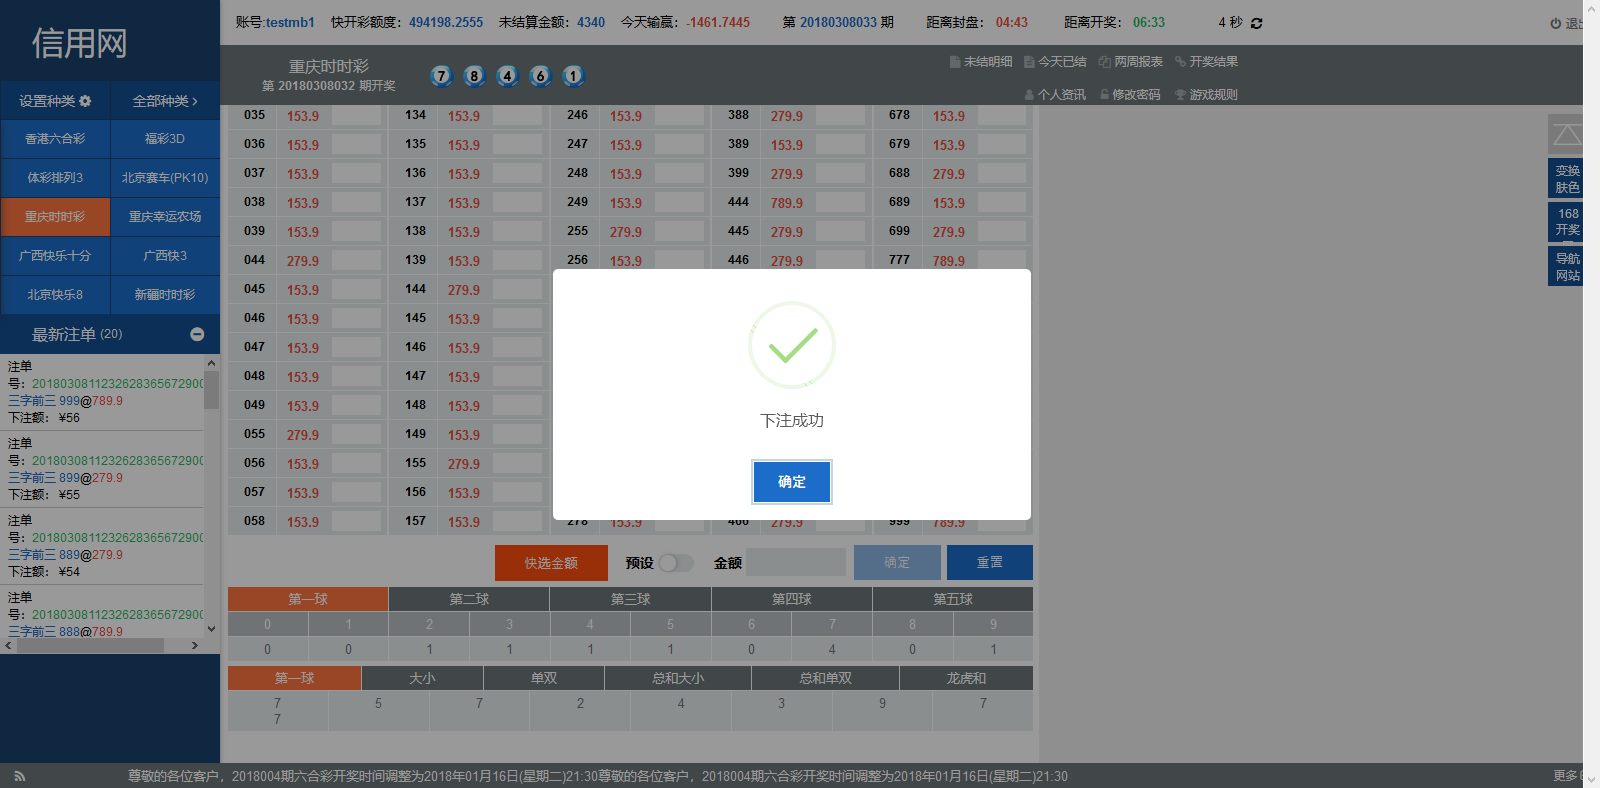 账号:testmb1 快开彩额度：494198.2555 未结算金额：4340 今天输赢：-1461.7445 第 20180308033 期 距离封盘：04:43 距离开奖：06:33 4 秒
信用网
重庆时时彩
第 20180308032 期开奖
7 8 4 6 1
未结明细 今天已结 两周报表 开奖结果
个人资讯 修改密码 游戏规则
设置种类 全部种类
香港六合彩 福彩3D
体彩排列3 北京赛车(PK10)
重庆时时彩 重庆幸运农场
广西快乐十分 广西快3
北京快乐8 新疆时时彩
最新注单 (20)
注单
号：2018030811232628365672900
三字前三 999@789.9
下注额： ¥56
注单
号：2018030811232628365672900
三字前三 899@279.9
下注额： ¥55
注单
号：2018030811232628365672900
三字前三 889@279.9
下注额： ¥54
注单
号：2018030811232628365672900
三字前三 888@789.9
035 153.9 134 153.9 246 153.9 388 279.9 678 153.9
036 153.9 135 153.9 247 153.9 389 153.9 679 153.9
037 153.9 136 153.9 248 153.9 399 279.9 688 279.9
038 153.9 137 153.9 249 153.9 444 789.9 689 153.9
039 153.9 138 153.9 255 279.9 445 279.9 699 279.9
044 279.9 139 153.9 256 153.9 446 279.9 777 789.9
045 153.9 144 279.9
046 153.9 145 153.9
047 153.9 146 153.9
048 153.9 147 153.9
049 153.9 148 153.9
055 279.9 149 153.9
056 153.9 155 279.9
057 153.9 156 153.9
058 153.9 157 153.9 278 153.9 466 279.9 999 789.9
下注成功
确定
快选金额 预设 金额 确定 重置
第一球 第二球 第三球 第四球 第五球
0 1 2 3 4 5 6 7 8 9
0 0 1 1 1 1 0 4 0 1
第一球 大小 单双 总和大小 总和单双 龙虎和
7 5 7 2 4 3 9 7
7
变换
肤色
168
开奖
导航
网站
尊敬的各位客户，2018004期六合彩开奖时间调整为2018年01月16日(星期二)21:30尊敬的各位客户，2018004期六合彩开奖时间调整为2018年01月16日(星期二)21:30
更多